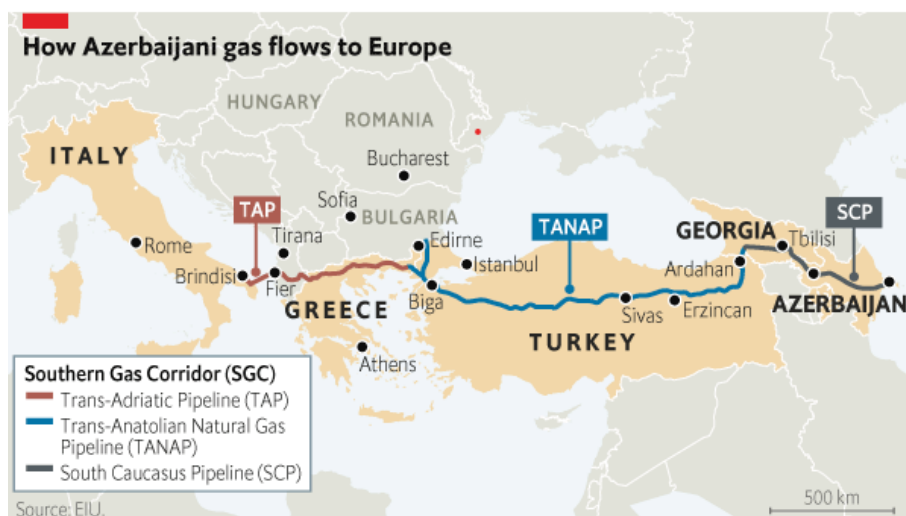 How Azerbaijani gas flows to Europe
HUNGARY
ROMANIA
ITALY
Bucharest
Sofia
TAP
BULGARIA
TANAP
SCP
Tirana
GEORGIA
Tbilisi
Rome
Edirne
Istanbul
Ardahan
Brindisi
Fier
Biga
GREECE
Sivas
Erzincan
AZERBAIJAN
TURKEY
Athens
Southern Gas Corridor (SGC)
Trans-Adriatic Pipeline (TAP)
Trans-Anatolian Natural Gas
Pipeline (TANAP)
South Caucasus Pipeline (SCP)
500 km
Source: EIU.